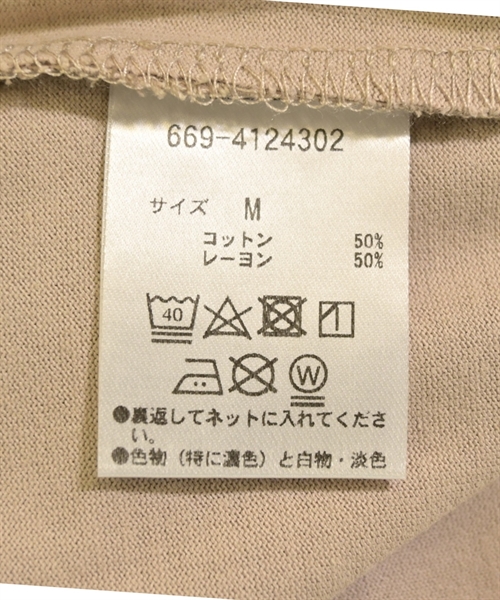 669-4124302
サイズ M
コットン 50%
レーヨン 50%
40
W
●裏返してネットに入れてくださ
い。
●色物(特に濃色)と白物・淡色